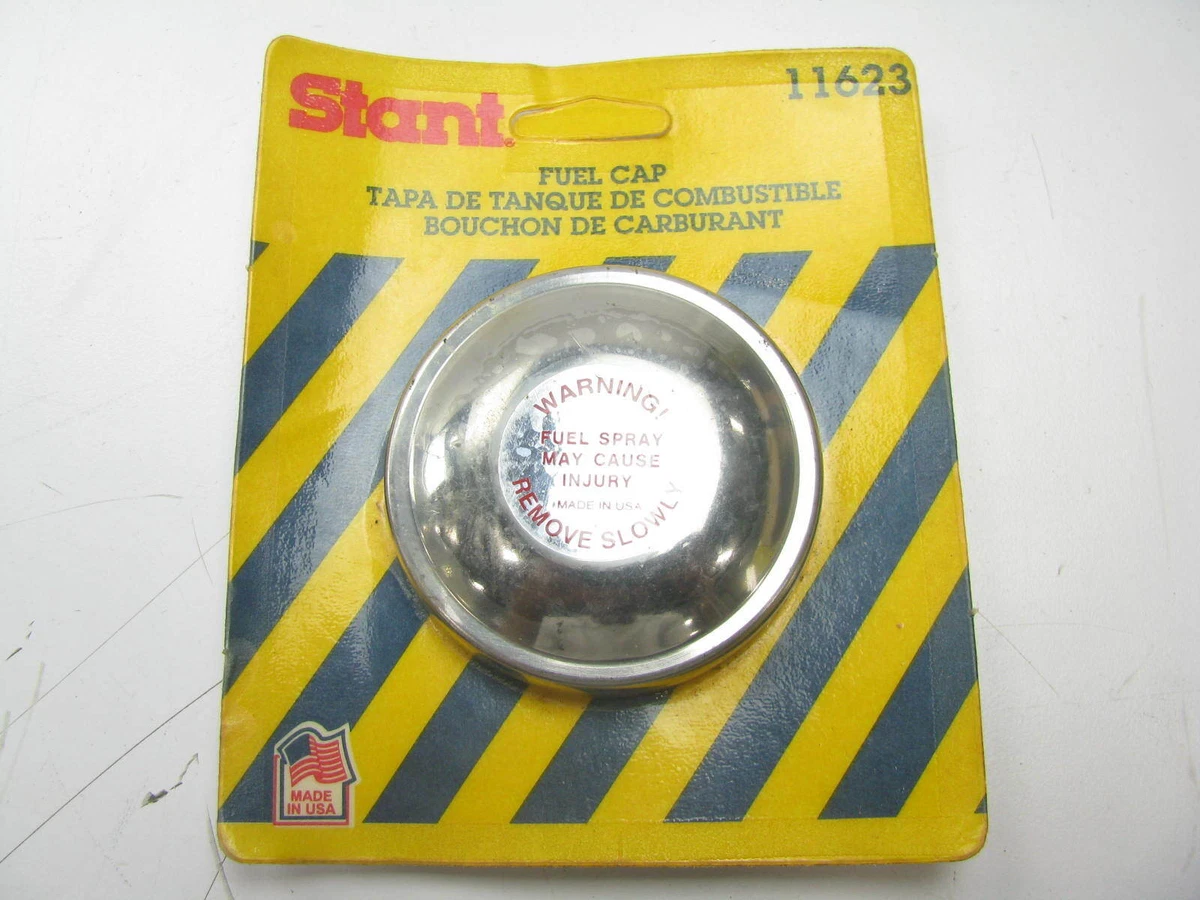 Stant®
11623
FUEL CAP
TAPA DE TANQUE DE COMBUSTIBLE
BOUCHON DE CARBURANT
WARNING!
FUEL SPRAY
MAY CAUSE
INJURY
MADE IN USA
REMOVE SLOWLY
MADE
IN USA